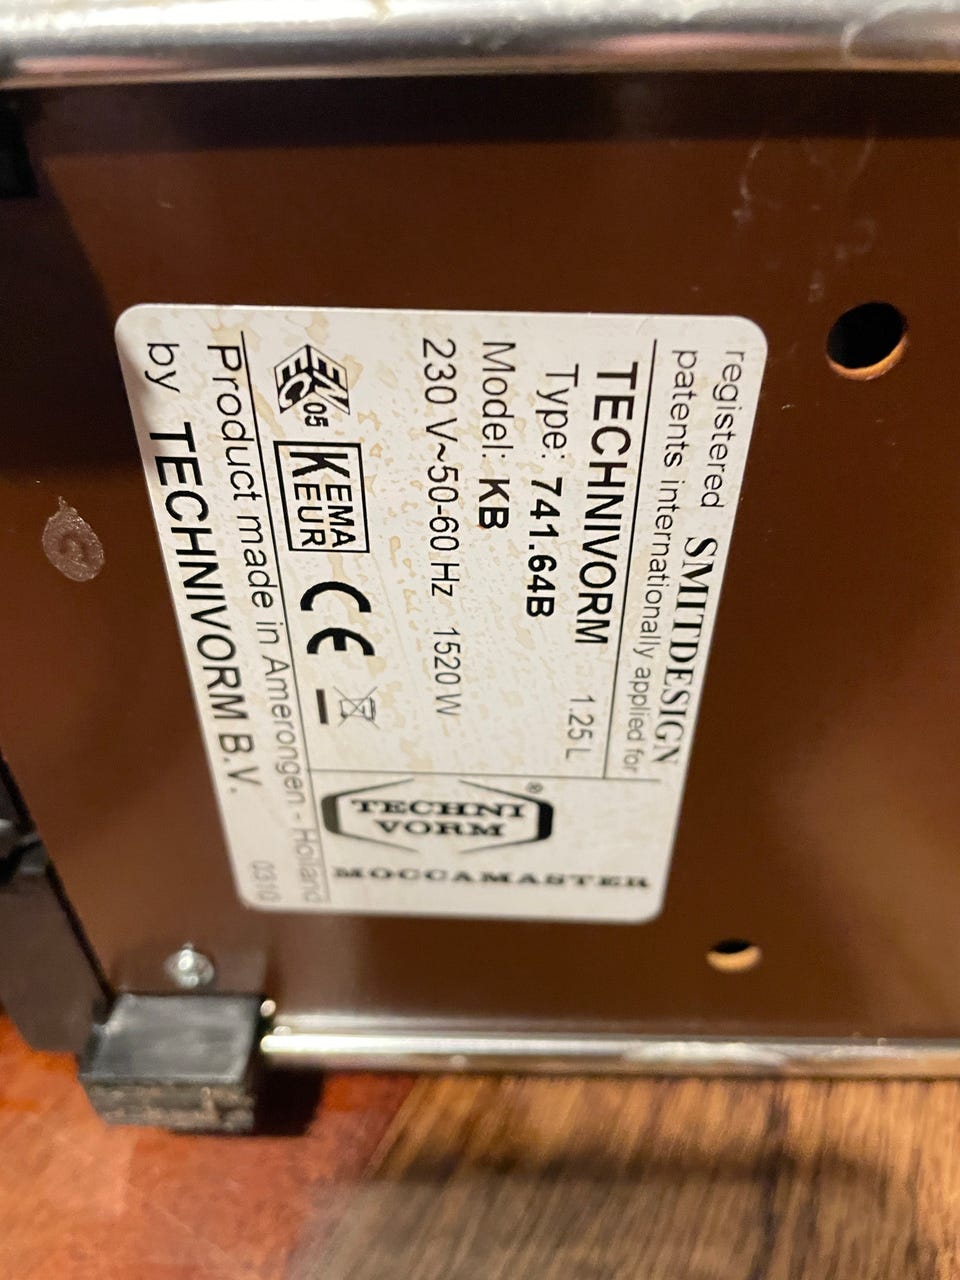 registered SMITDESIGN
patents internationally applied for
TECHNIVORM 1.25 L
Type: 741.64B
Model: KB
230 V~50-60 Hz 1520 W
EN EC 05
KEMA
KEUR
CE
TECHNI
VORM
®
MOCCAMASTER
Product made in Amerongen - Holland
by TECHNIVORM B.V. 0310